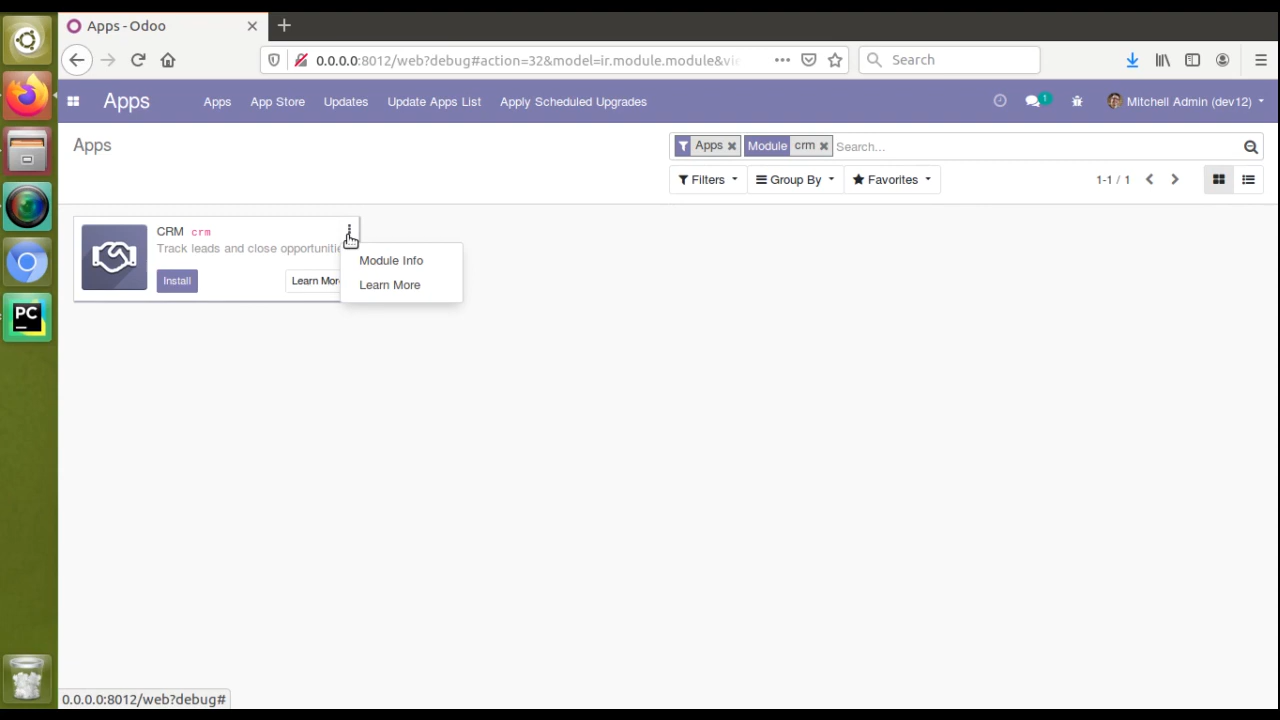 Apps - Odoo
0.0.0.0:8012/web?debug#action=32&model=ir.module.module&vi
Search
Apps
Apps
App Store
Updates
Update Apps List
Apply Scheduled Upgrades
1
Mitchell Admin (dev12)
Apps
Apps
Module
crm
Search...
Filters
Group By
Favorites
1-1 / 1
CRM crm
Track leads and close opportuniti
Install
Learn Mor
Module Info
Learn More
PC
0.0.0.0:8012/web?debug#